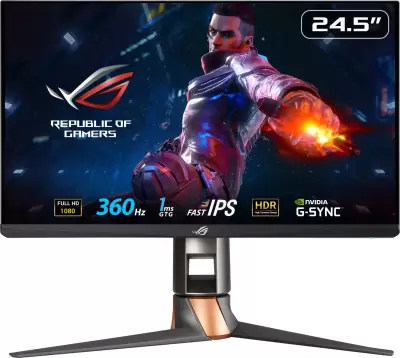 24.5"
REPUBLIC OF
GAMERS
FULL HD
1080
360Hz
1ms
GTG
FAST IPS
HDR
NVIDIA
G-SYNC